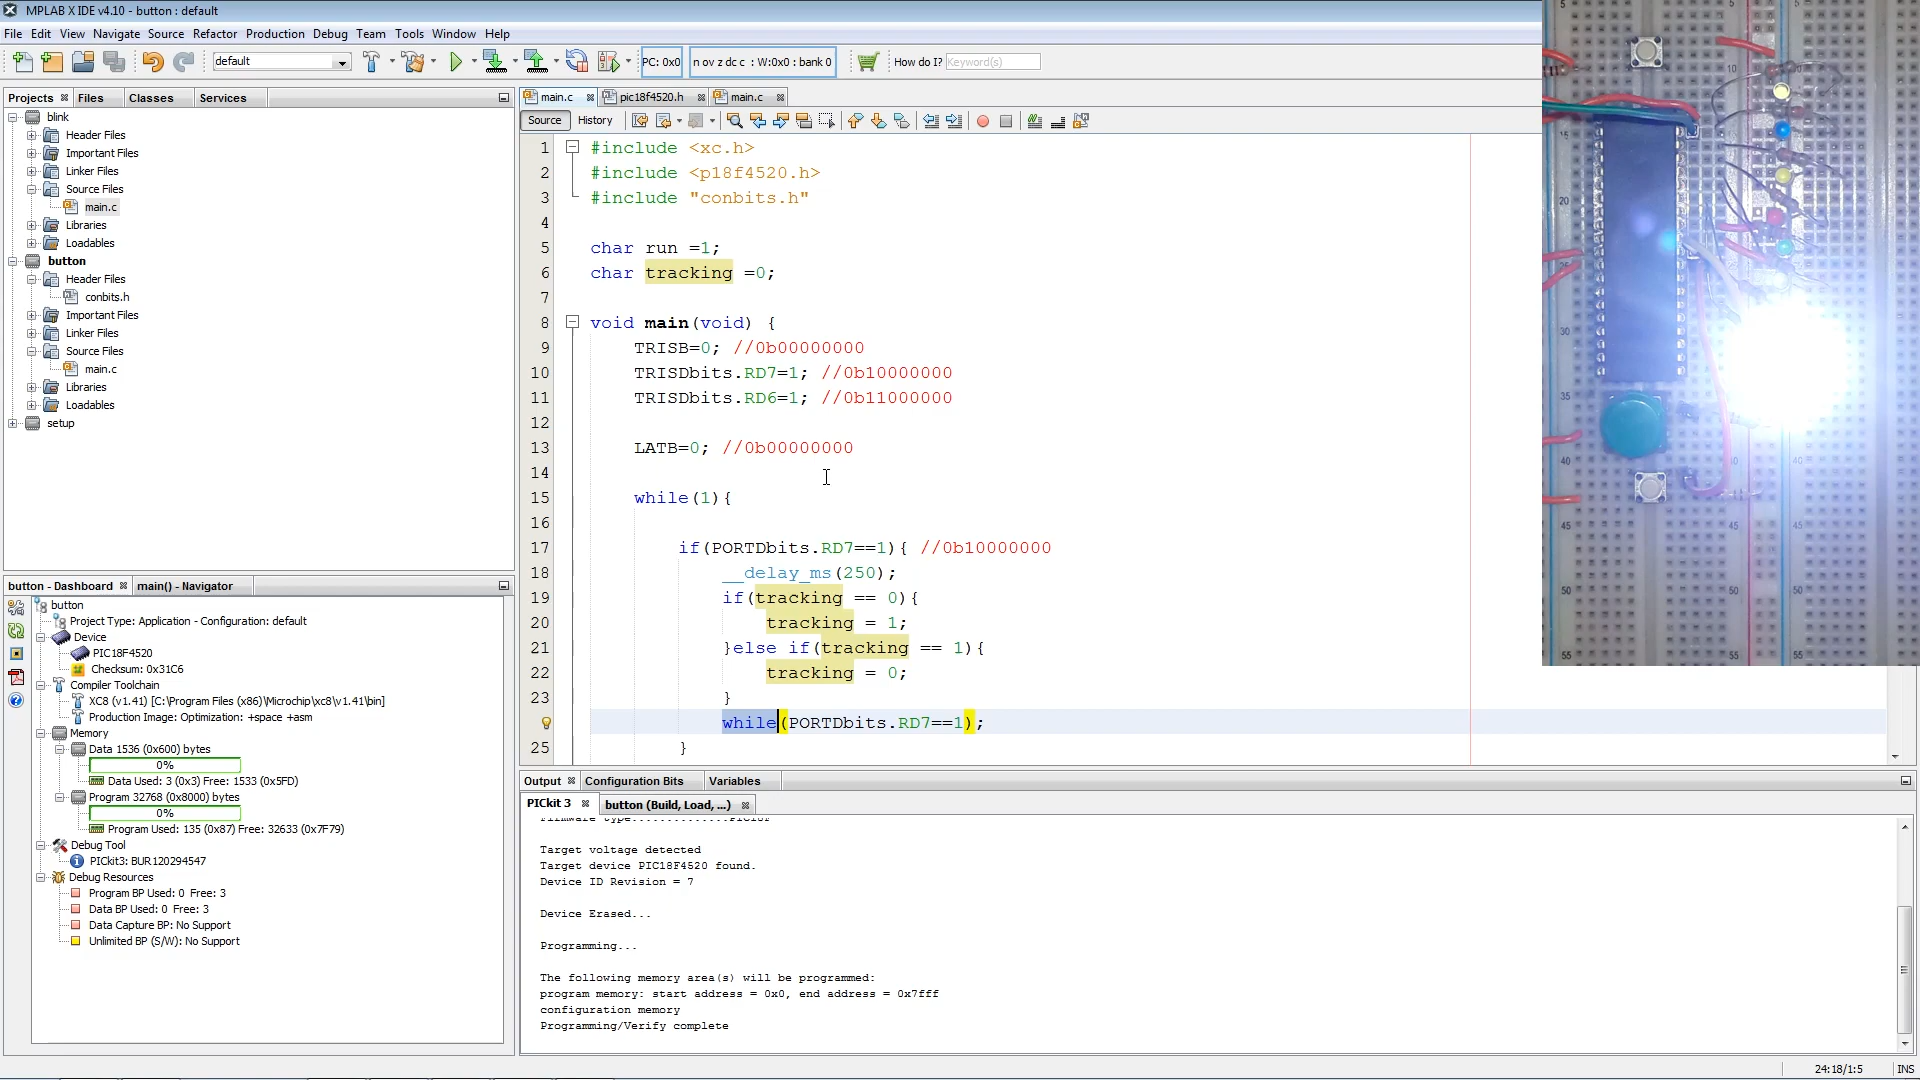 MPLAB X IDE v4.10 - button : default
File Edit View Navigate Source Refactor Production Debug Team Tools Window Help
default
PC: 0x0
n ov z dc c : W:0x0 : bank 0
How do I? Keyword(s)
Projects Files Classes Services
blink
Header Files
Important Files
Linker Files
Source Files
main.c
Libraries
Loadables
button
Header Files
conbits.h
Important Files
Linker Files
Source Files
main.c
Libraries
Loadables
setup
main.c pic18f4520.h main.c
Source History
1 #include <xc.h>
2 #include <p18f4520.h>
3 #include "conbits.h"
4
5 char run =1;
6 char tracking =0;
7
8 void main(void) {
9 TRISB=0; //0b00000000
10 TRISDbits.RD7=1; //0b10000000
11 TRISDbits.RD6=1; //0b11000000
12
13 LATB=0; //0b00000000
14
15 while(1){
16
17 if(PORTDbits.RD7==1){ //0b10000000
18 __delay_ms(250);
19 if(tracking == 0){
20 tracking = 1;
21 }else if(tracking == 1){
22 tracking = 0;
23 }
while(PORTDbits.RD7==1);
25 }
button - Dashboard main() - Navigator
button
Project Type: Application - Configuration: default
Device
PIC18F4520
Checksum: 0x31C6
Compiler Toolchain
XC8 (v1.41) [C:\Program Files (x86)\Microchip\xc8\v1.41\bin]
Production Image: Optimization: +space +asm
Memory
Data 1536 (0x600) bytes
0%
Data Used: 3 (0x3) Free: 1533 (0x5FD)
Program 32768 (0x8000) bytes
0%
Program Used: 135 (0x87) Free: 32633 (0x7F79)
Debug Tool
PICkit3: BUR120294547
Debug Resources
Program BP Used: 0 Free: 3
Data BP Used: 0 Free: 3
Data Capture BP: No Support
Unlimited BP (S/W): No Support
Output Configuration Bits Variables
PICkit 3 button (Build, Load, ...)
Target voltage detected
Target device PIC18F4520 found.
Device ID Revision = 7
Device Erased...
Programming...
The following memory area(s) will be programmed:
program memory: start address = 0x0, end address = 0x7fff
configuration memory
Programming/Verify complete
24:18/1:5 INS